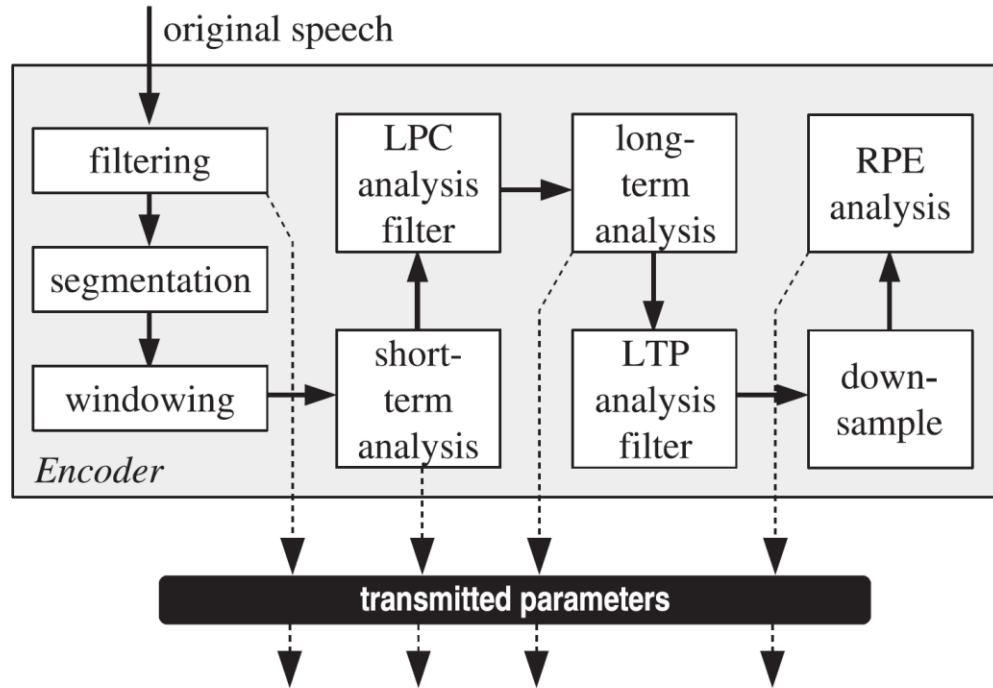 original speech
filtering
segmentation
windowing
Encoder
LPC
analysis
filter
short-
term
analysis
long-
term
analysis
LTP
analysis
filter
RPE
analysis
down-
sample
transmitted parameters